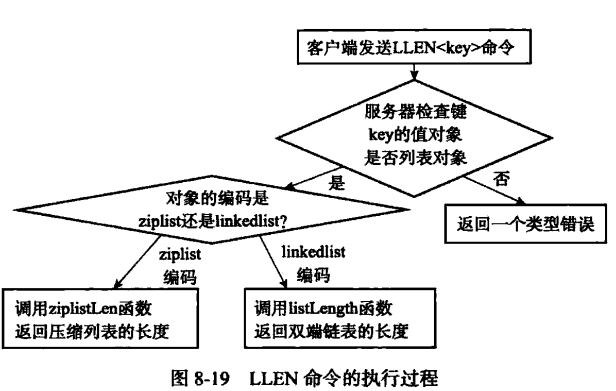 客户端发送LLEN<key>命令
服务器检查键
key的值对象
是否列表对象
是
否
对象的编码是
ziplist还是linkedlist?
返回一个类型错误
ziplist
编码
linkedlist
编码
调用ziplistLen函数
返回压缩列表的长度
调用listLength函数
返回双端链表的长度
图 8-19 LLEN 命令的执行过程